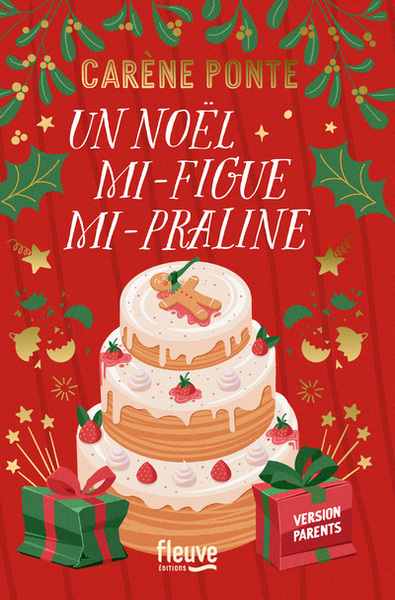 CARÈNE PONTE
UN NOËL
MI-FIGUE
MI-PRALINE
VERSION
PARENTS
fleuve
ÉDITIONS